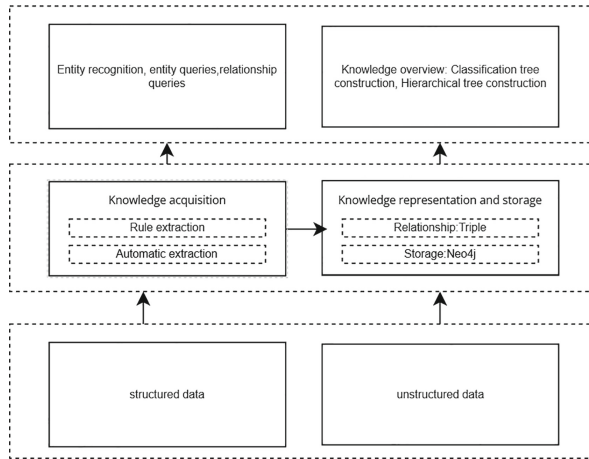 Entity recognition, entity queries,relationship
queries
Knowledge overview: Classification tree
construction, Hierarchical tree construction
Knowledge acquisition
Rule extraction
Automatic extraction
Knowledge representation and storage
Relationship:Triple
Storage:Neo4j
structured data
unstructured data